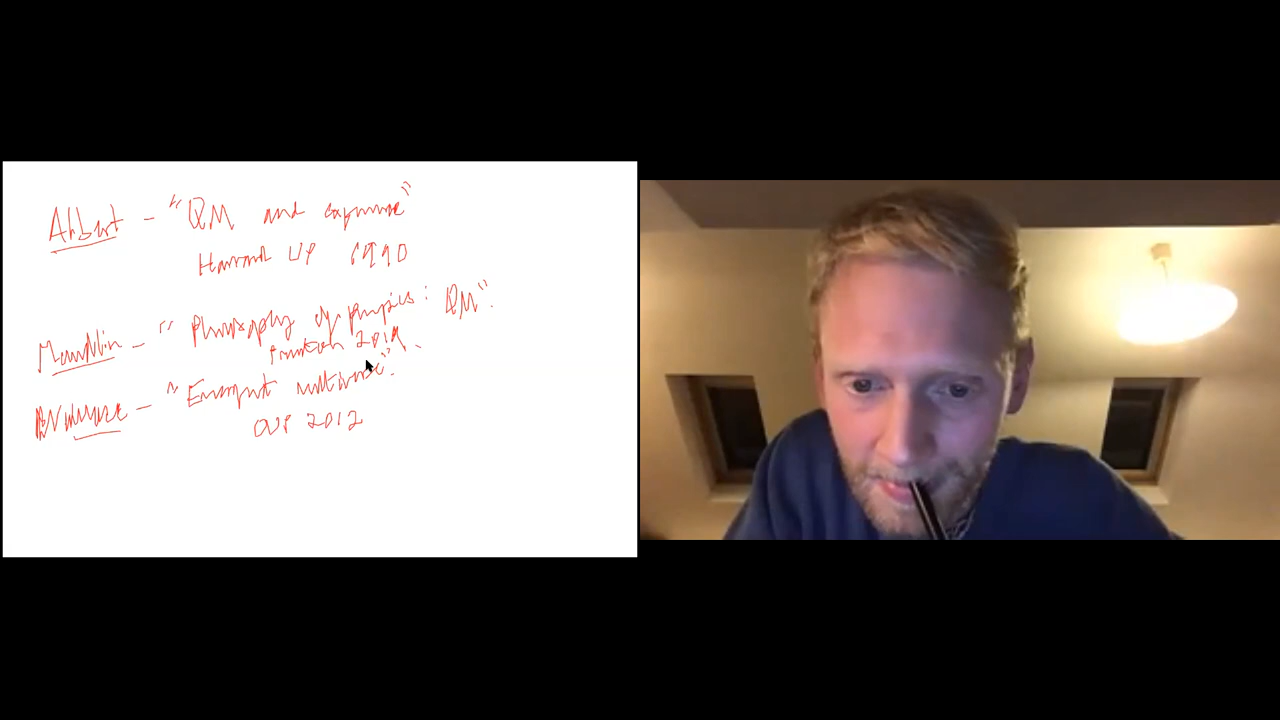 Albert - "QM and experience"
Harvard UP 1990
Maudlin - "Philosophy of physics: QM".
Princeton 2019.
Wallace - "Emergent multiverse".
OUP 2012